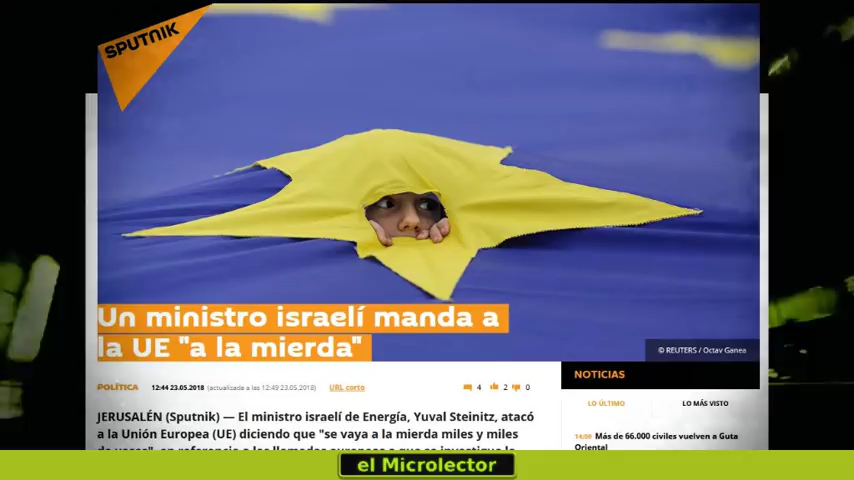 SPUTNIK
Un ministro israelí manda a
la UE "a la mierda"
© REUTERS / Octav Ganea
POLÍTICA 12:44 23.05.2018 (actualizada a las 12:49 23.05.2018) URL corto 4 2 0
NOTICIAS
LO ÚLTIMO LO MÁS VISTO
JERUSALÉN (Sputnik) — El ministro israelí de Energía, Yuval Steinitz, atacó
a la Unión Europea (UE) diciendo que "se vaya a la mierda miles y miles
14:00 Más de 66.000 civiles vuelven a Guta
Oriental
el Microlector